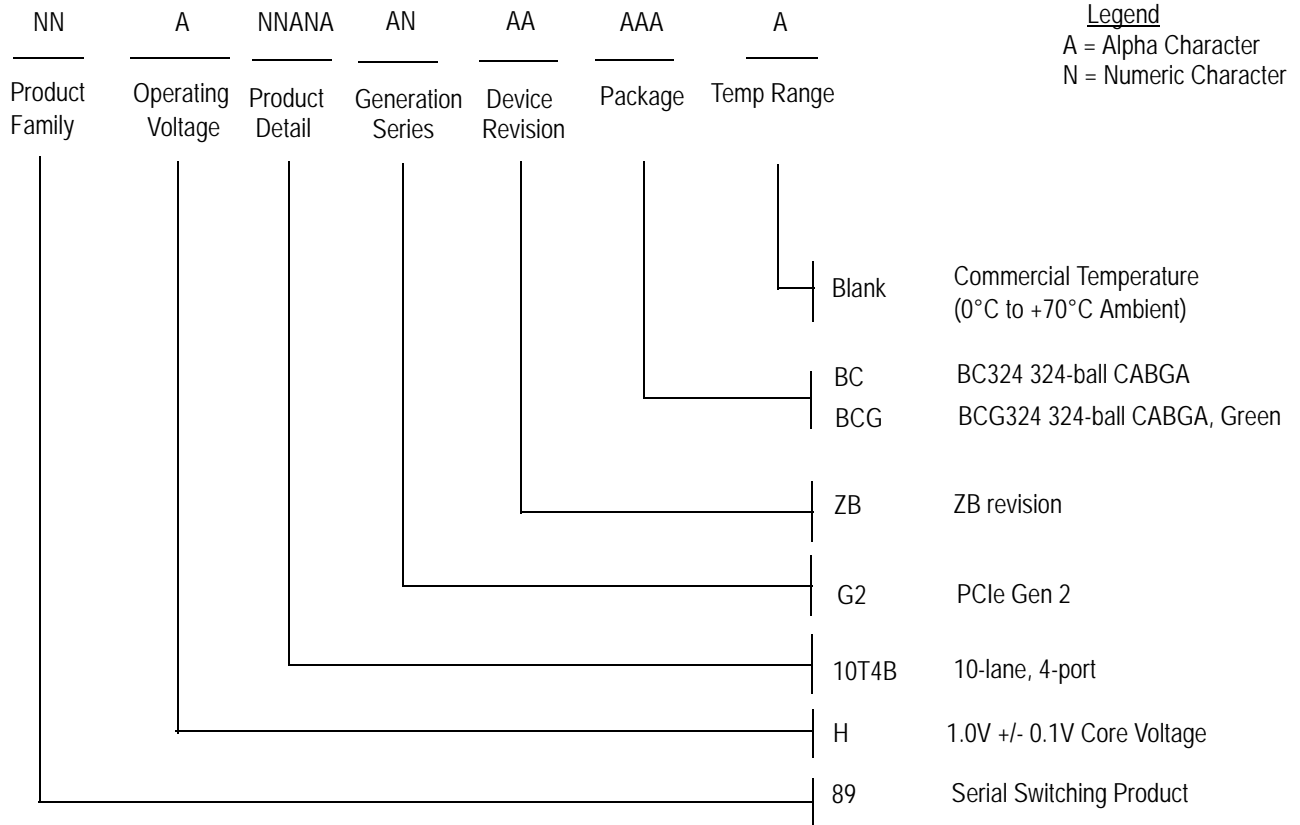 NN A NNANA AN AA AAA A
Legend
A = Alpha Character
N = Numeric Character
Product Family
Operating Voltage
Product Detail
Generation Series
Device Revision
Package
Temp Range
Blank Commercial Temperature
(0°C to +70°C Ambient)
BC BC324 324-ball CABGA
BCG BCG324 324-ball CABGA, Green
ZB ZB revision
G2 PCIe Gen 2
10T4B 10-lane, 4-port
H 1.0V +/- 0.1V Core Voltage
89 Serial Switching Product